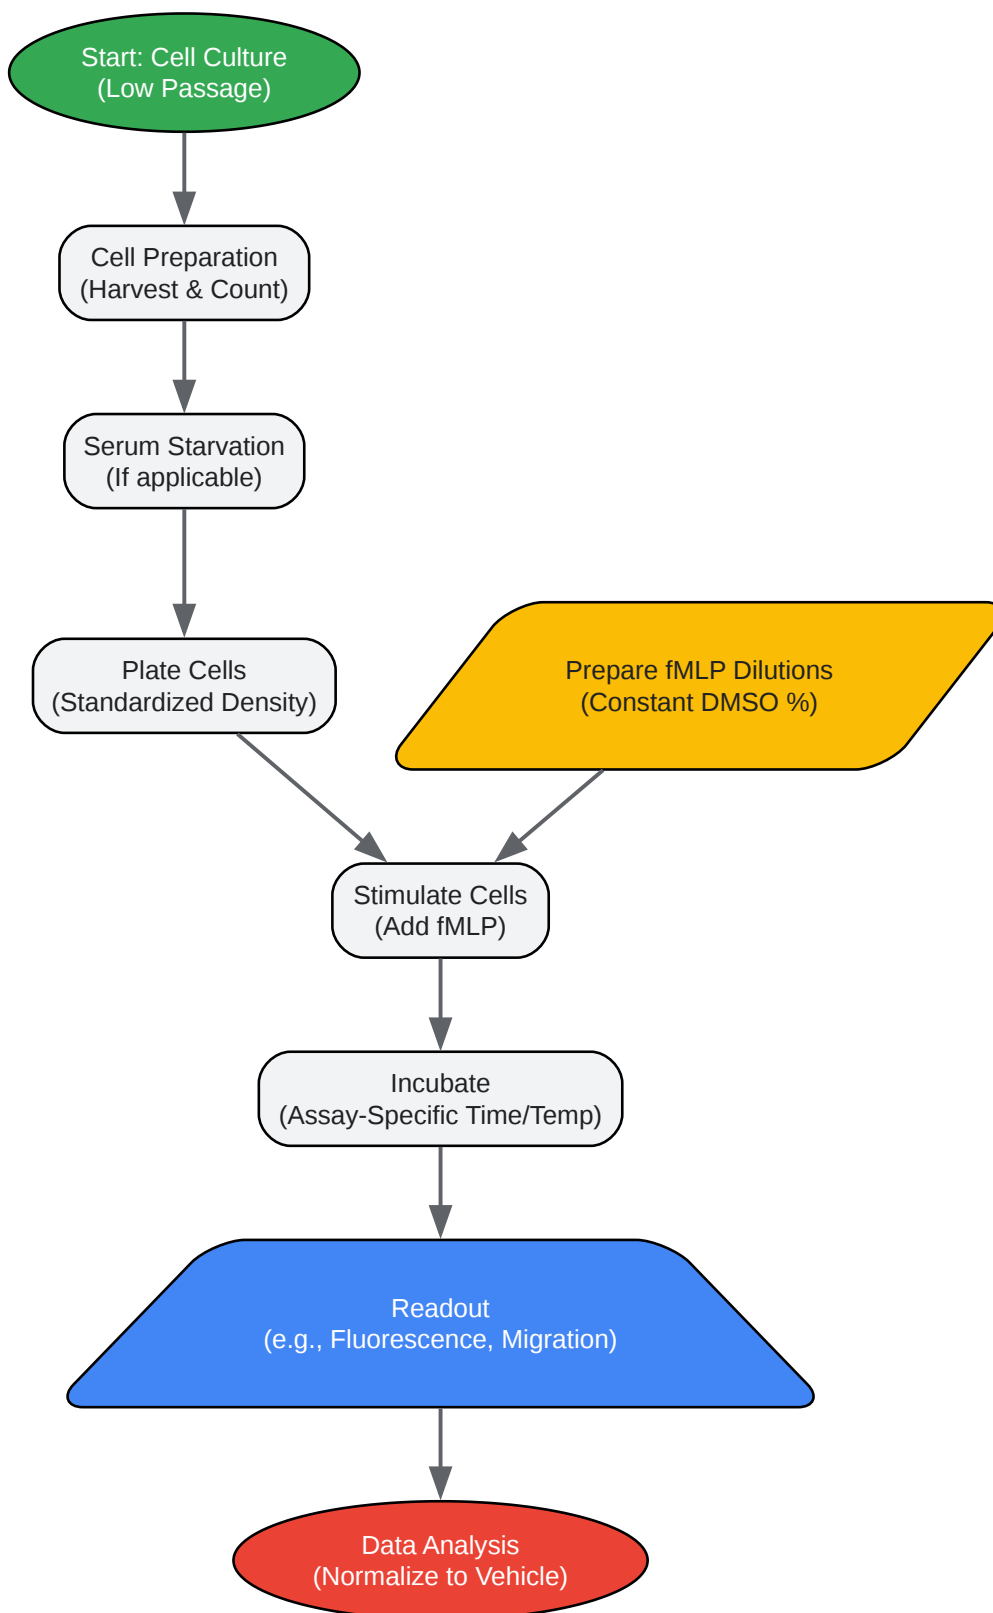 Start: Cell Culture
(Low Passage)
Cell Preparation
(Harvest & Count)
Serum Starvation
(If applicable)
Plate Cells
(Standardized Density)
Prepare fMLP Dilutions
(Constant DMSO %)
Stimulate Cells
(Add fMLP)
Incubate
(Assay-Specific Time/Temp)
Readout
(e.g., Fluorescence, Migration)
Data Analysis
(Normalize to Vehicle)